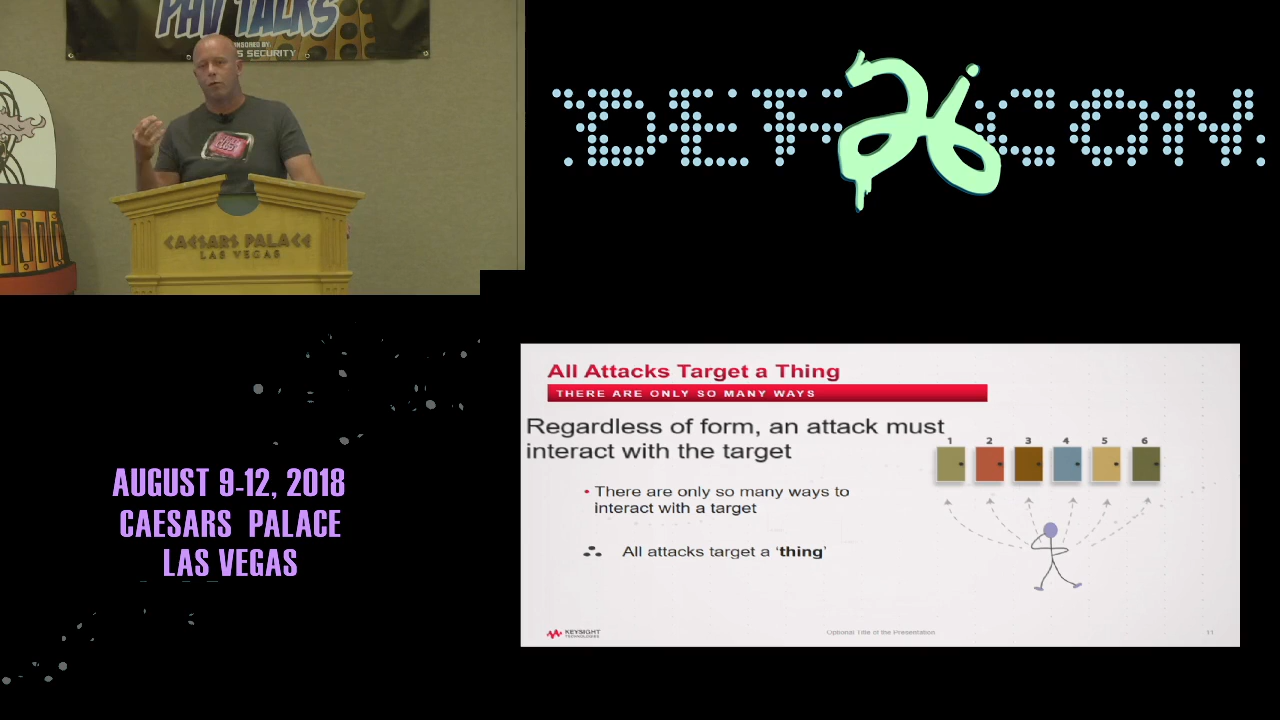 PHV TALKS
SECURITY
CAESARS PALACE
LAS VEGAS
DEF CON
26
AUGUST 9-12, 2018
CAESARS PALACE
LAS VEGAS
All Attacks Target a Thing
THERE ARE ONLY SO MANY WAYS
Regardless of form, an attack must
interact with the target
1 2 3 4 5 6
• There are only so many ways to
interact with a target
All attacks target a ‘thing’
KEYSIGHT
TECHNOLOGIES
Optional Title of the Presentation
11